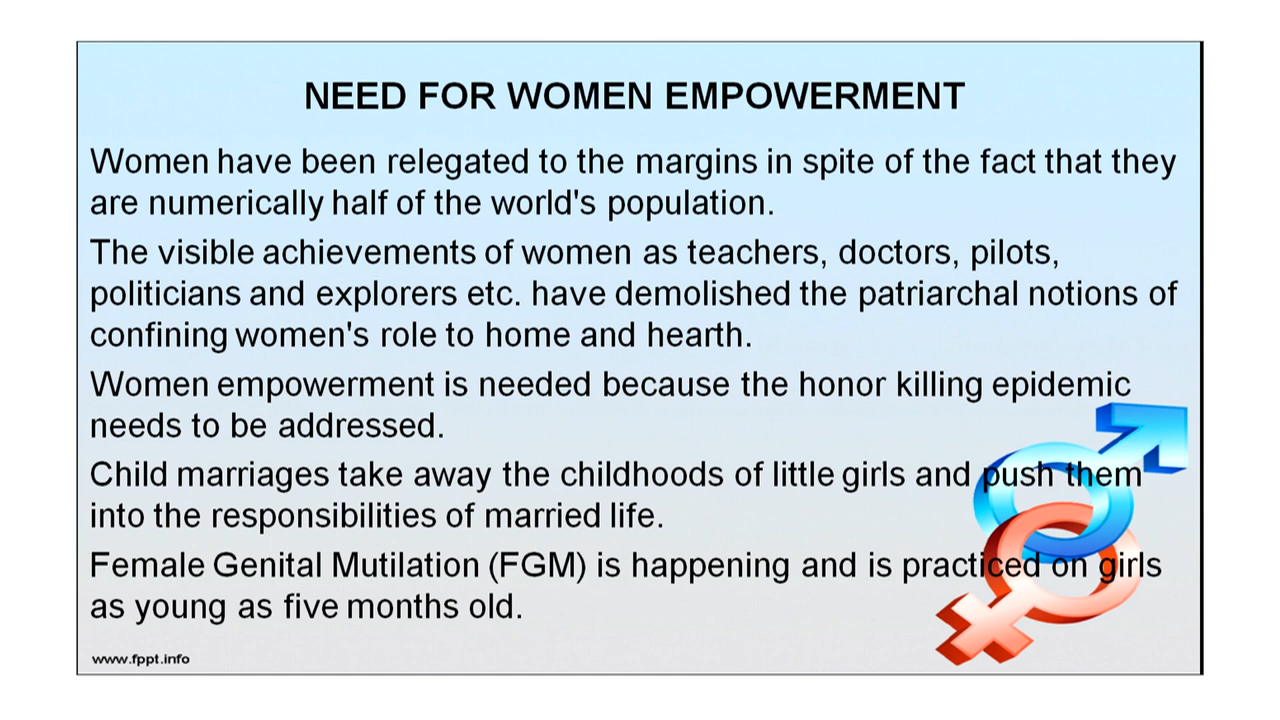 NEED FOR WOMEN EMPOWERMENT
Women have been relegated to the margins in spite of the fact that they
are numerically half of the world's population.
The visible achievements of women as teachers, doctors, pilots,
politicians and explorers etc. have demolished the patriarchal notions of
confining women's role to home and hearth.
Women empowerment is needed because the honor killing epidemic
needs to be addressed.
Child marriages take away the childhoods of little girls and push them
into the responsibilities of married life.
Female Genital Mutilation (FGM) is happening and is practiced on girls
as young as five months old.
www.fppt.info